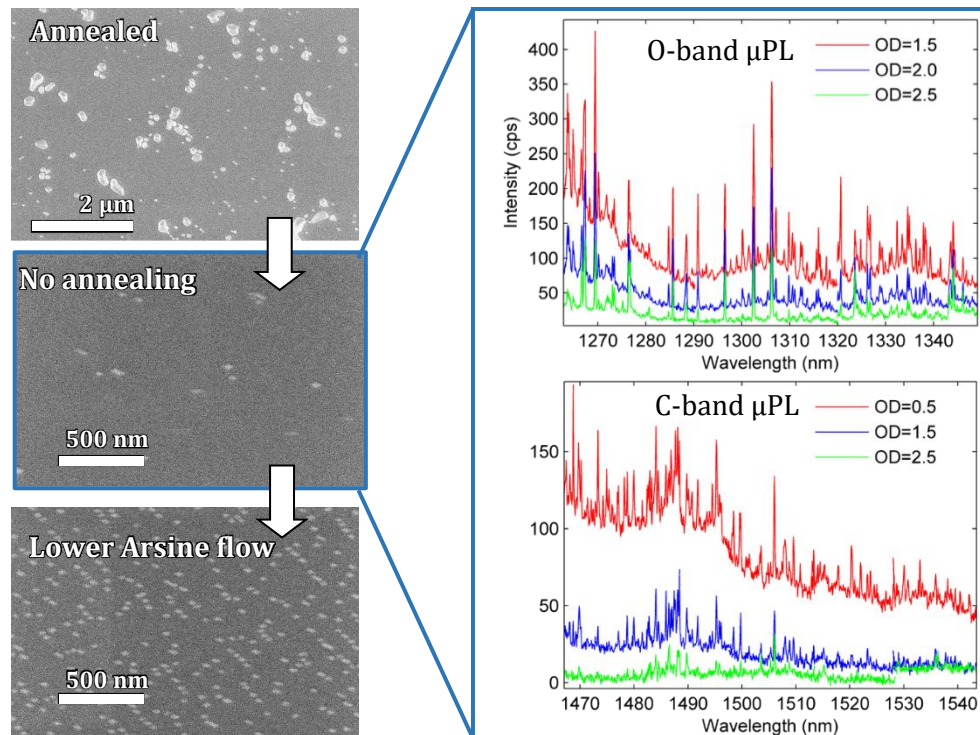 Annealed
2 μm
No annealing
500 nm
Lower Arsine flow
500 nm
O-band μPL
OD=1.5
OD=2.0
OD=2.5
Intensity (cps)
400
350
300
250
200
150
100
50
1270 1280 1290 1300 1310 1320 1330 1340
Wavelength (nm)
C-band μPL
OD=0.5
OD=1.5
OD=2.5
150
100
50
0
1470 1480 1490 1500 1510 1520 1530 1540
Wavelength (nm)